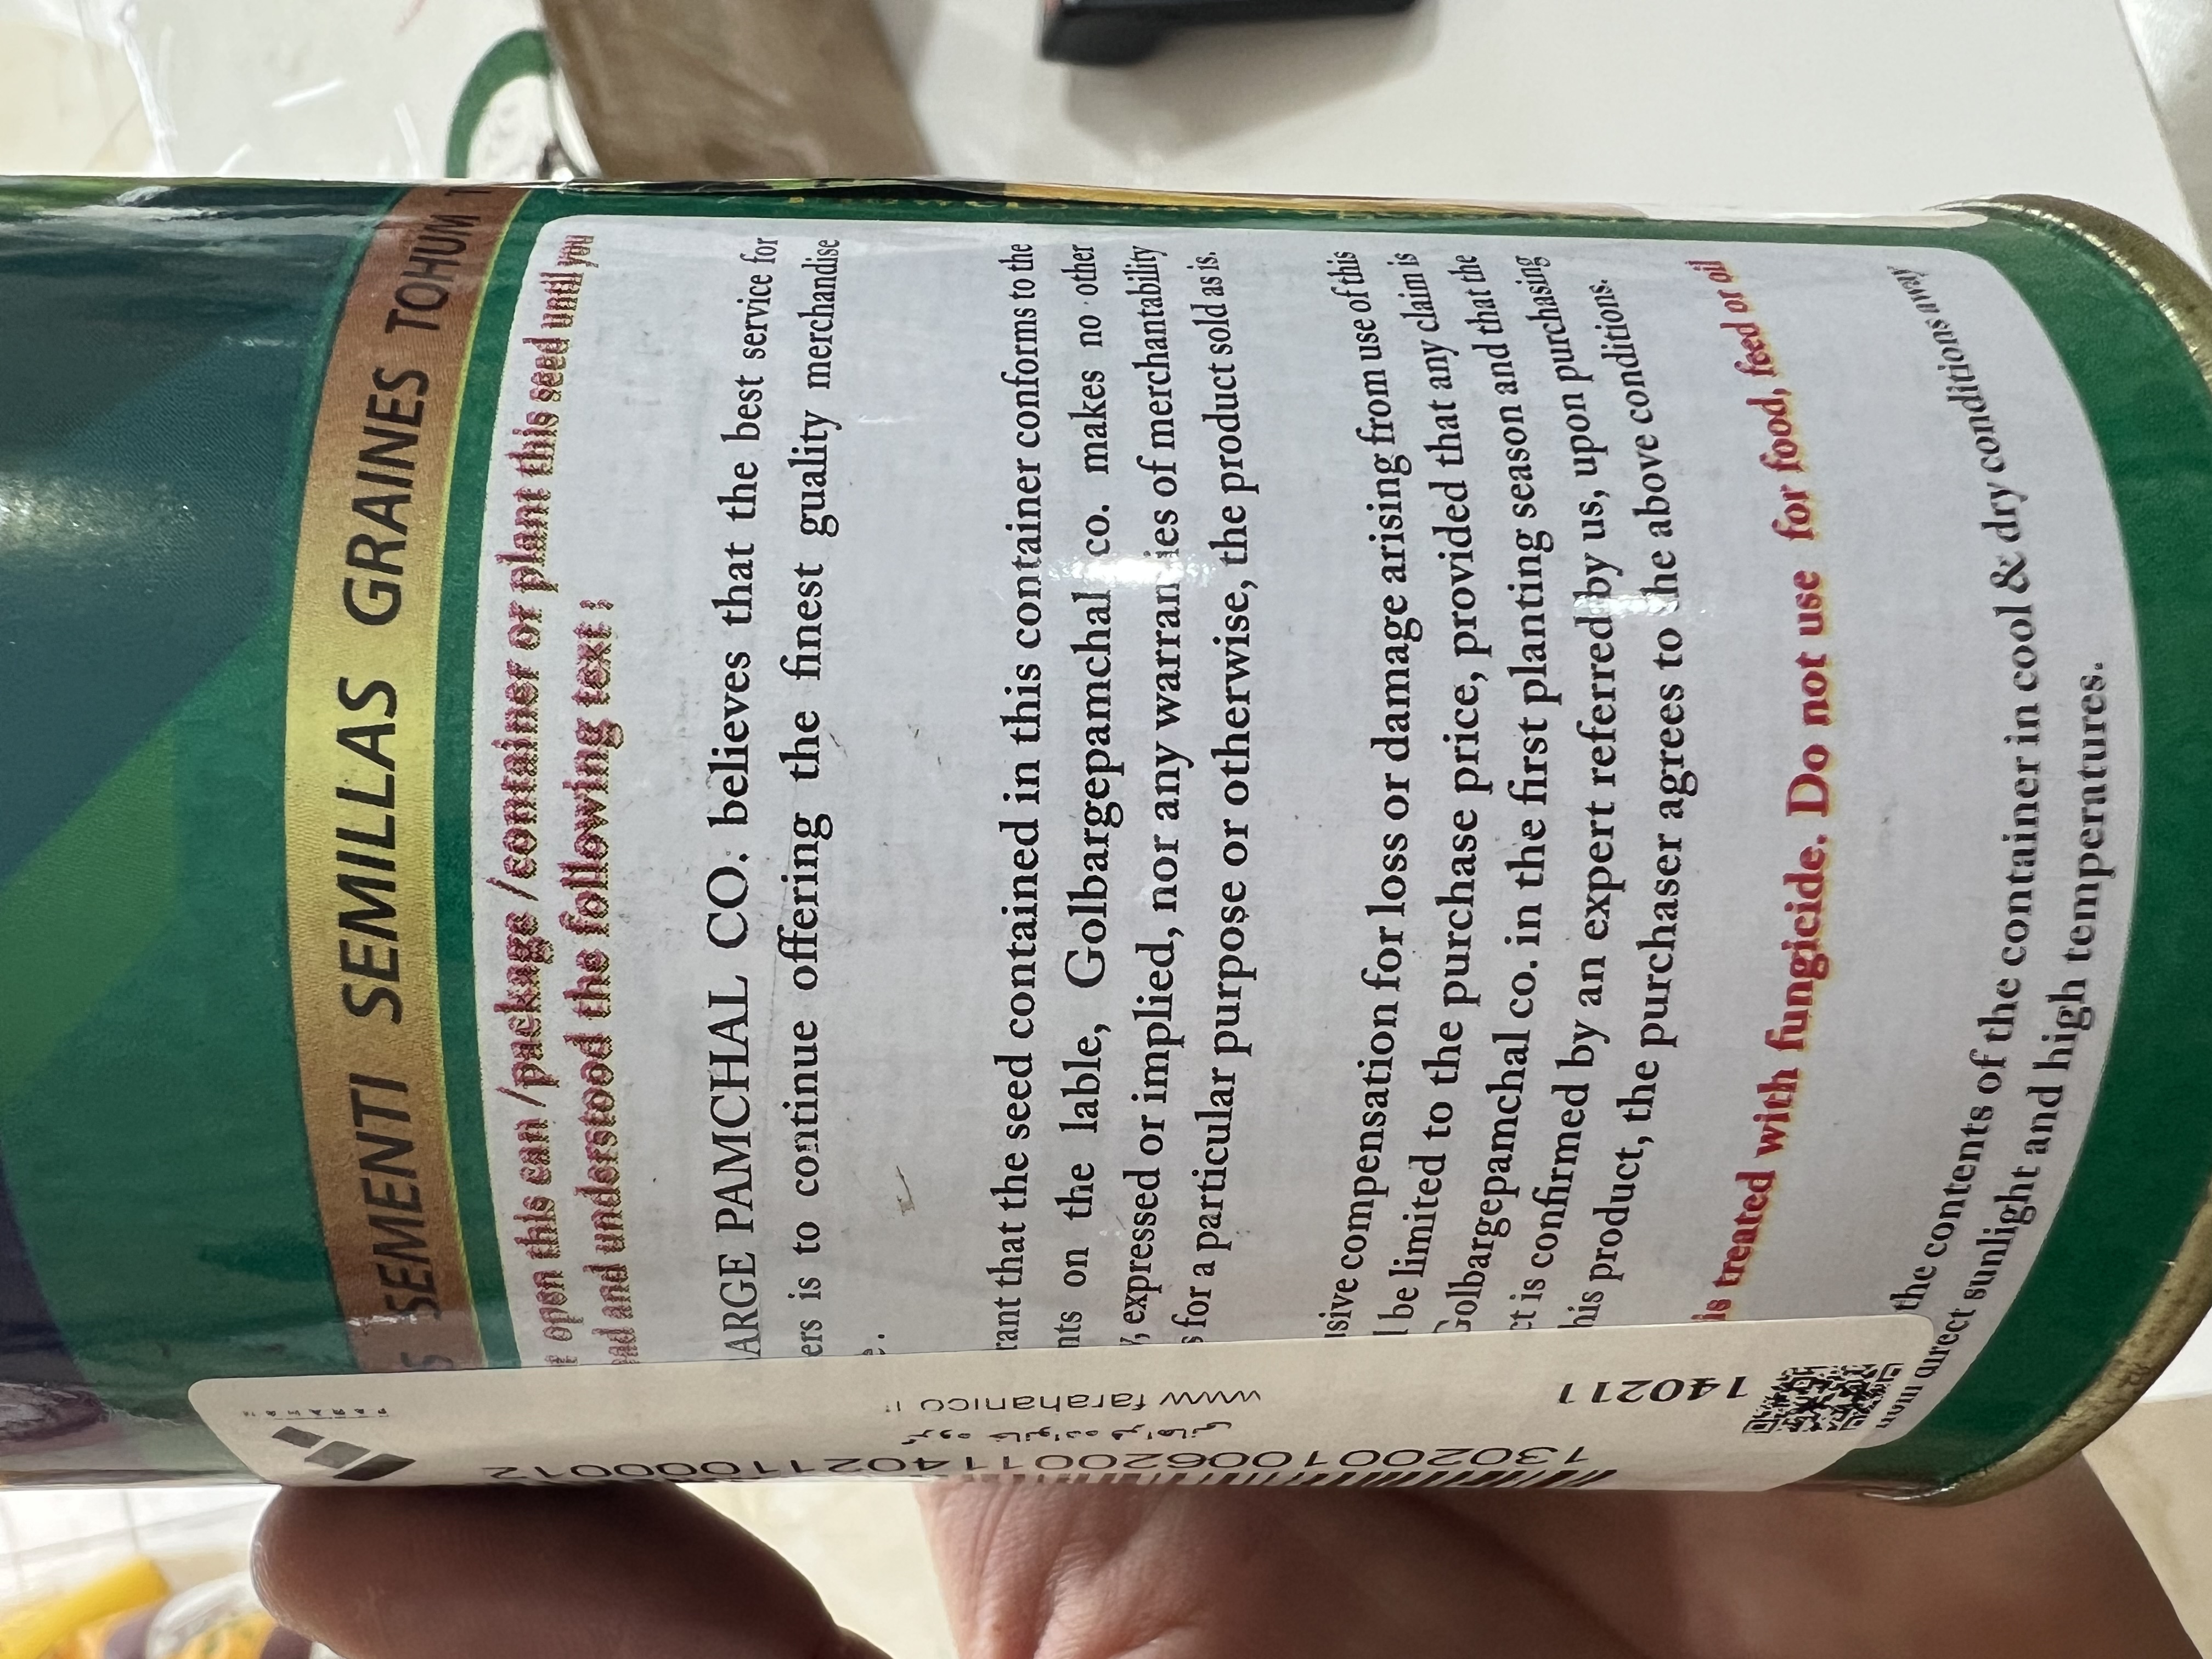 SEMENTI SEMILLAS GRAINES TOHUM
open this can /package /container or plant this seed until you
and understood the following text :
ARGE PAMCHAL CO. believes that the best service for
ers is to continue offering the finest guality merchandise
rant that the seed contained in this container conforms to the
nts on the lable, Golbargepamchal co. makes no other
, expressed or implied, nor any warranties of merchantability
s for a particular purpose or otherwise, the product sold as is.
sive compensation for loss or damage arising from use of this
l be limited to the purchase price, provided that any claim is
Golbargepamchal co. in the first planting season and that the
ct is confirmed by an expert referred by us, upon purchasing
his product, the purchaser agrees to the above conditions.
is treated with fungicide. Do not use for food, feed or oil
the contents of the container in cool & dry conditions away
from direct sunlight and high temperatures.
140211
www farahanico
گروه خانواده فراهانی
13020010062001140211000012